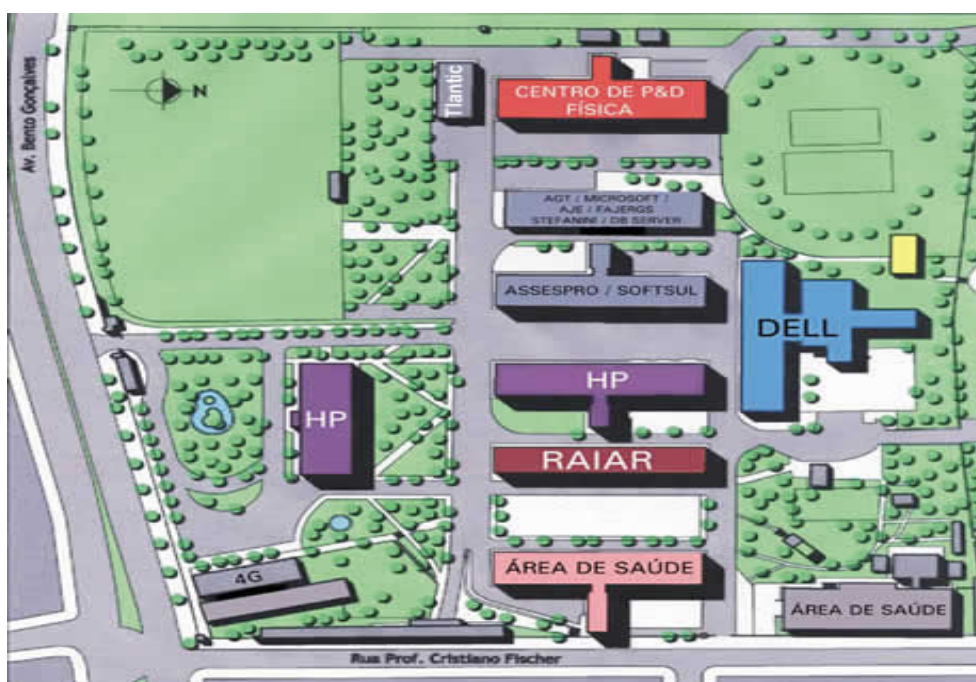 Av. Bento Gonçalves
N
Tlantic
CENTRO DE P&D
FÍSICA
AGT / MICROSOFT /
AJE / FAJERGS
STEFANINI / DB SERVER
ASSESPRO / SOFTSUL
DELL
HP
HP
RAIAR
4G
ÁREA DE SAÚDE
ÁREA DE SAÚDE
Rua Prof. Cristiano Fischer